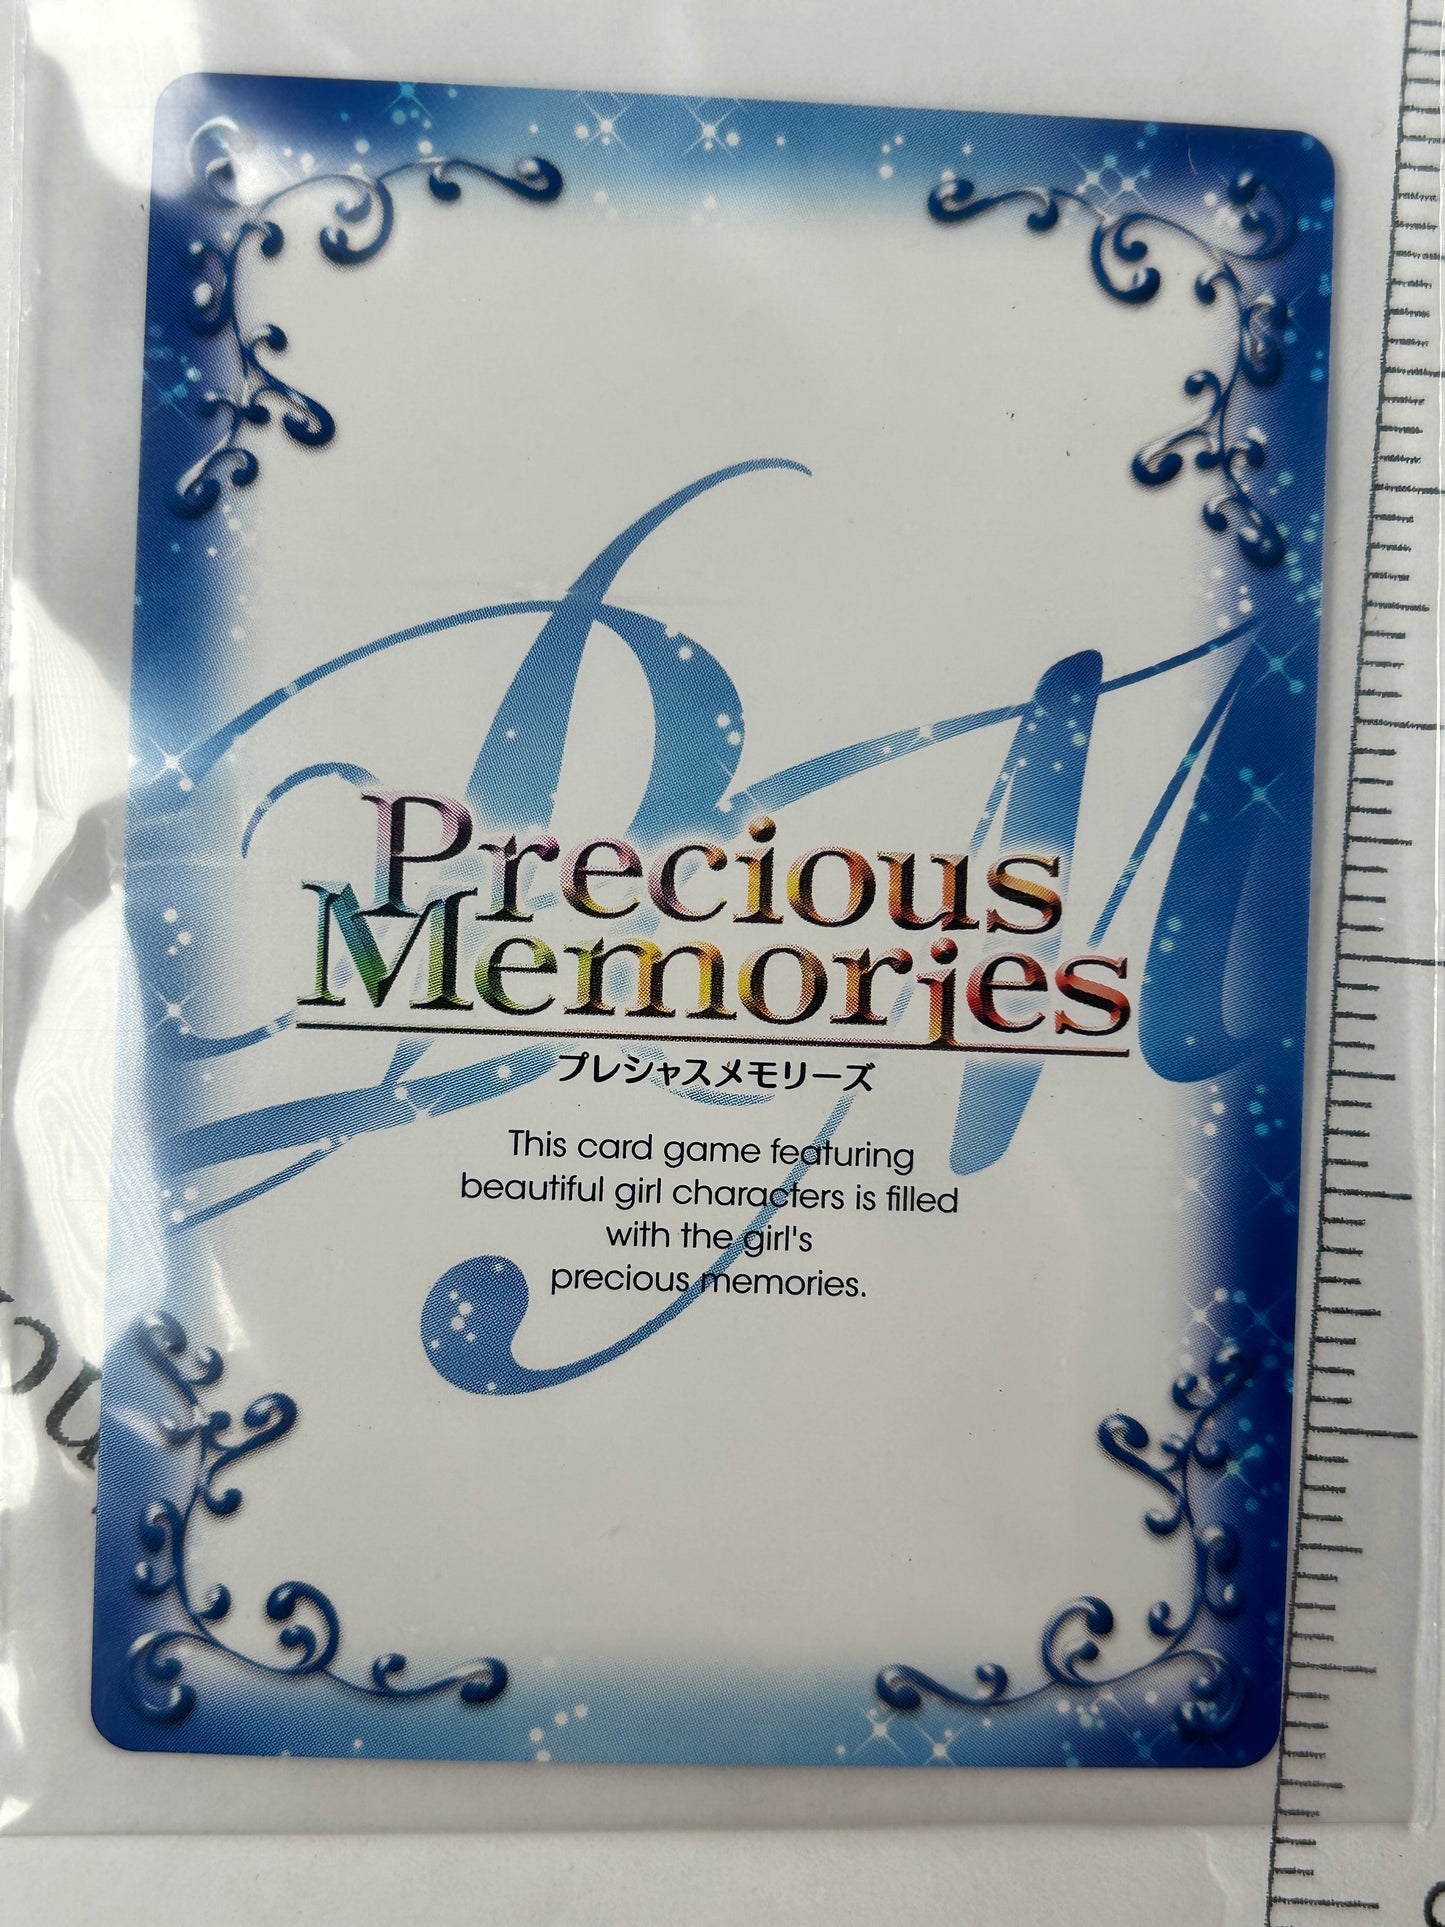 PM
Precious
Memories
プレシャスメモリーズ
This card game featuring
beautiful girl characters is filled
with the girl's
precious memories.